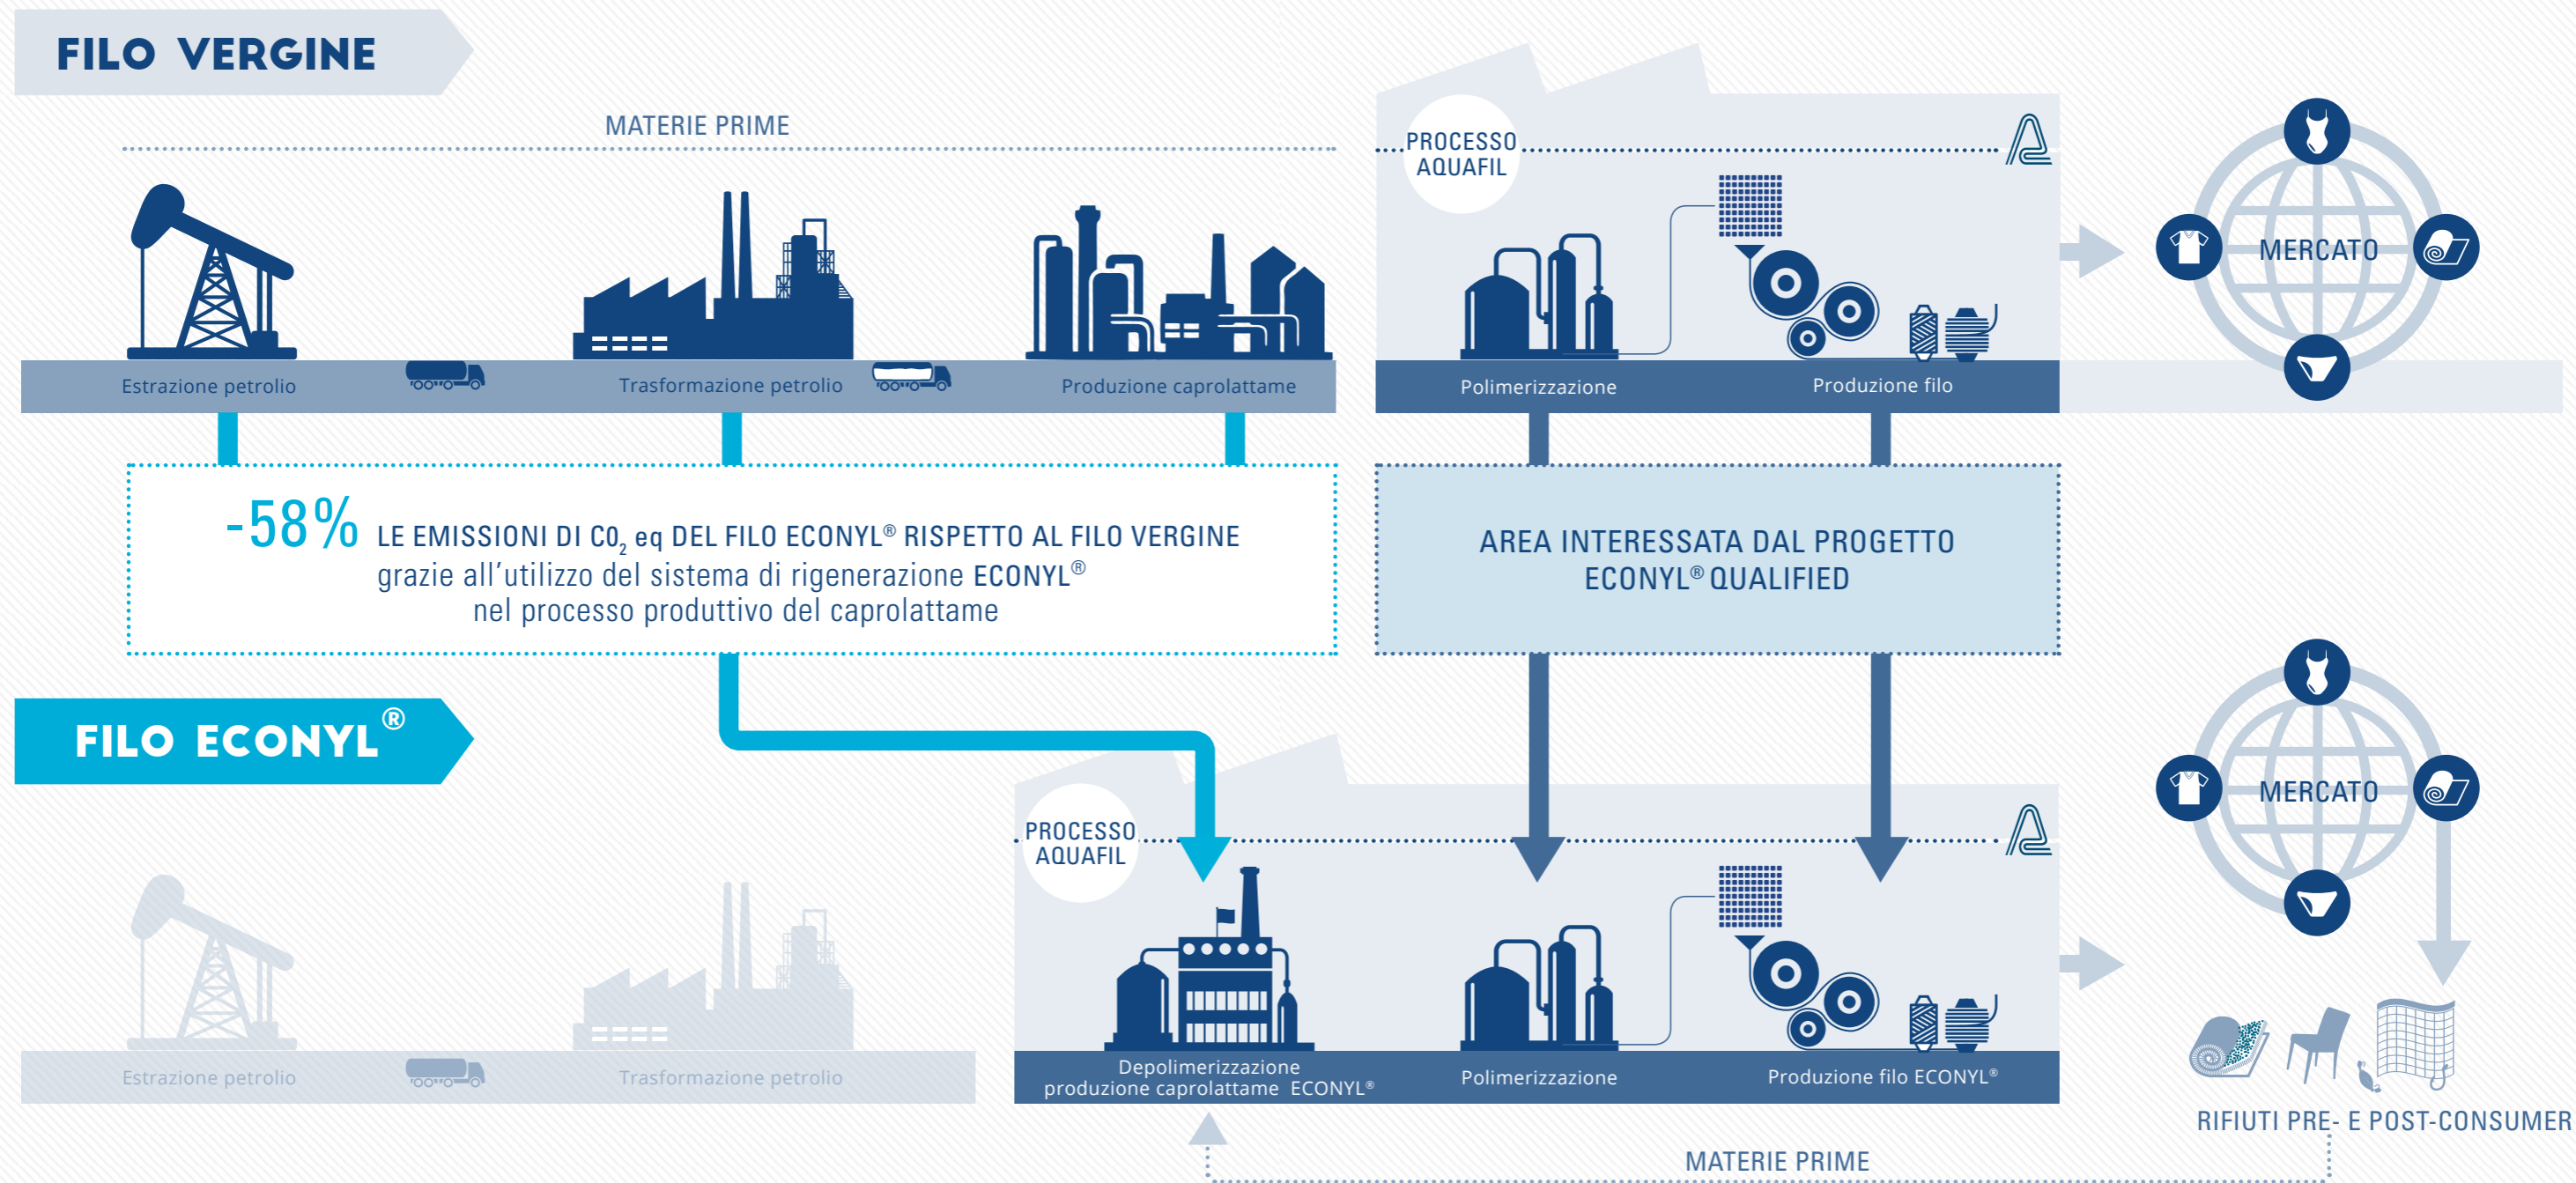 FILO VERGINE
MATERIE PRIME
PROCESSO
AQUAFIL
MERCATO
Estrazione petrolio
Trasformazione petrolio
Produzione caprolattame
Polimerizzazione
Produzione filo
-58% LE EMISSIONI DI CO₂ eq DEL FILO ECONYL® RISPETTO AL FILO VERGINE
grazie all'utilizzo del sistema di rigenerazione ECONYL®
nel processo produttivo del caprolattame
AREA INTERESSATA DAL PROGETTO
ECONYL® QUALIFIED
FILO ECONYL®
PROCESSO
AQUAFIL
MERCATO
Estrazione petrolio
Trasformazione petrolio
Depolimerizzazione
produzione caprolattame ECONYL®
Polimerizzazione
Produzione filo ECONYL®
RIFIUTI PRE- E POST-CONSUMER
MATERIE PRIME